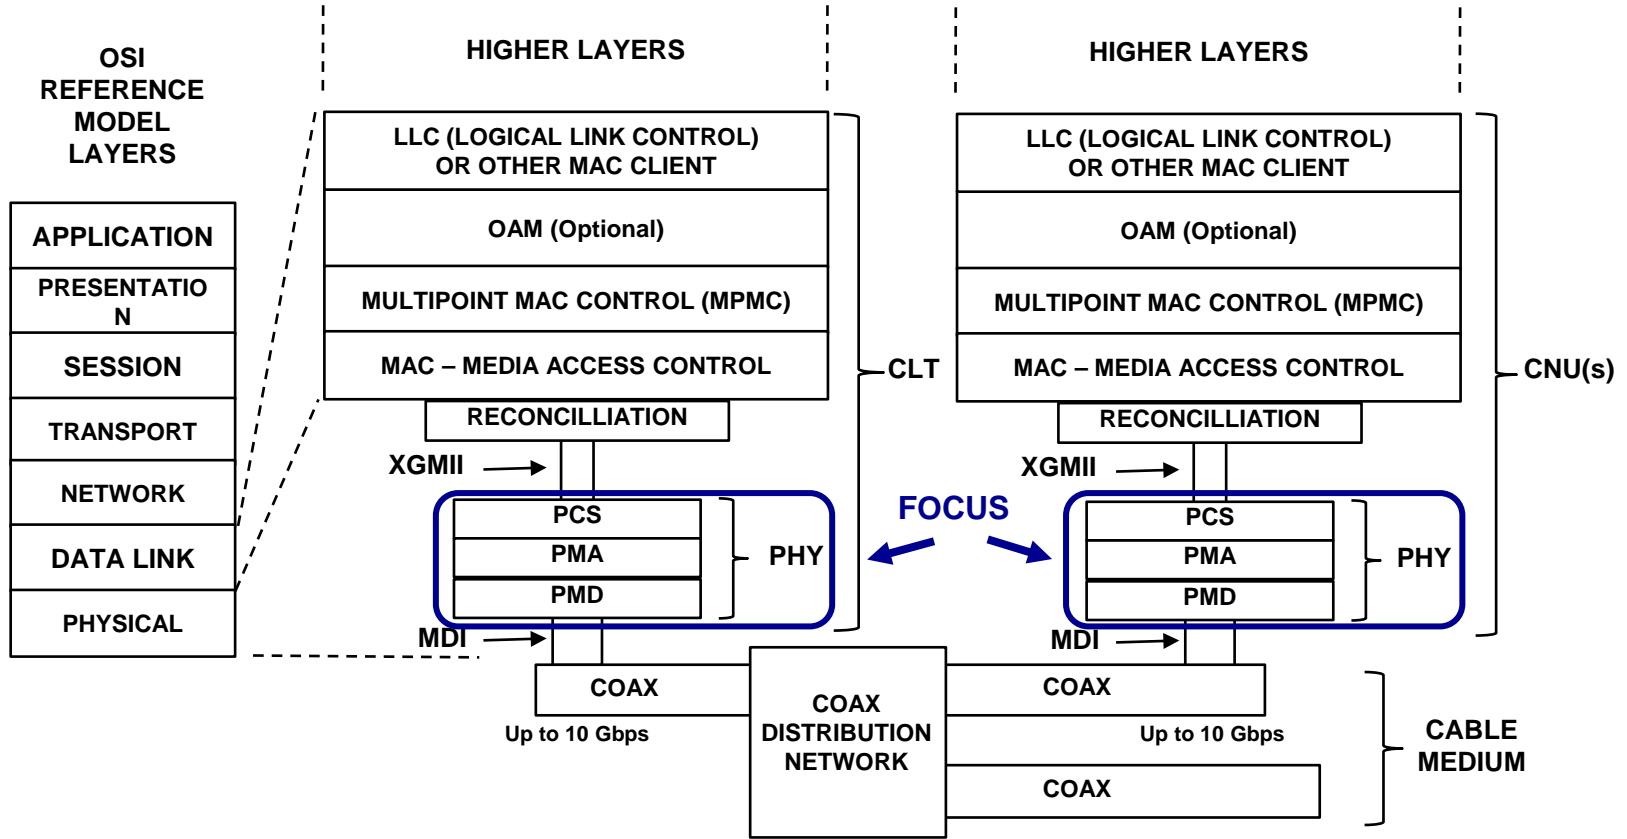 OSI
REFERENCE
MODEL
LAYERS
APPLICATION
PRESENTATIO
N
SESSION
TRANSPORT
NETWORK
DATA LINK
PHYSICAL
HIGHER LAYERS
LLC (LOGICAL LINK CONTROL)
OR OTHER MAC CLIENT
OAM (Optional)
MULTIPOINT MAC CONTROL (MPMC)
MAC – MEDIA ACCESS CONTROL
RECONCILLIATION
XGMII
PCS
PMA
PMD
PHY
MDI
CLT
FOCUS
HIGHER LAYERS
LLC (LOGICAL LINK CONTROL)
OR OTHER MAC CLIENT
OAM (Optional)
MULTIPOINT MAC CONTROL (MPMC)
MAC – MEDIA ACCESS CONTROL
RECONCILLIATION
XGMII
PCS
PMA
PMD
PHY
MDI
CNU(s)
COAX
Up to 10 Gbps
COAX
DISTRIBUTION
NETWORK
COAX
Up to 10 Gbps
COAX
CABLE
MEDIUM